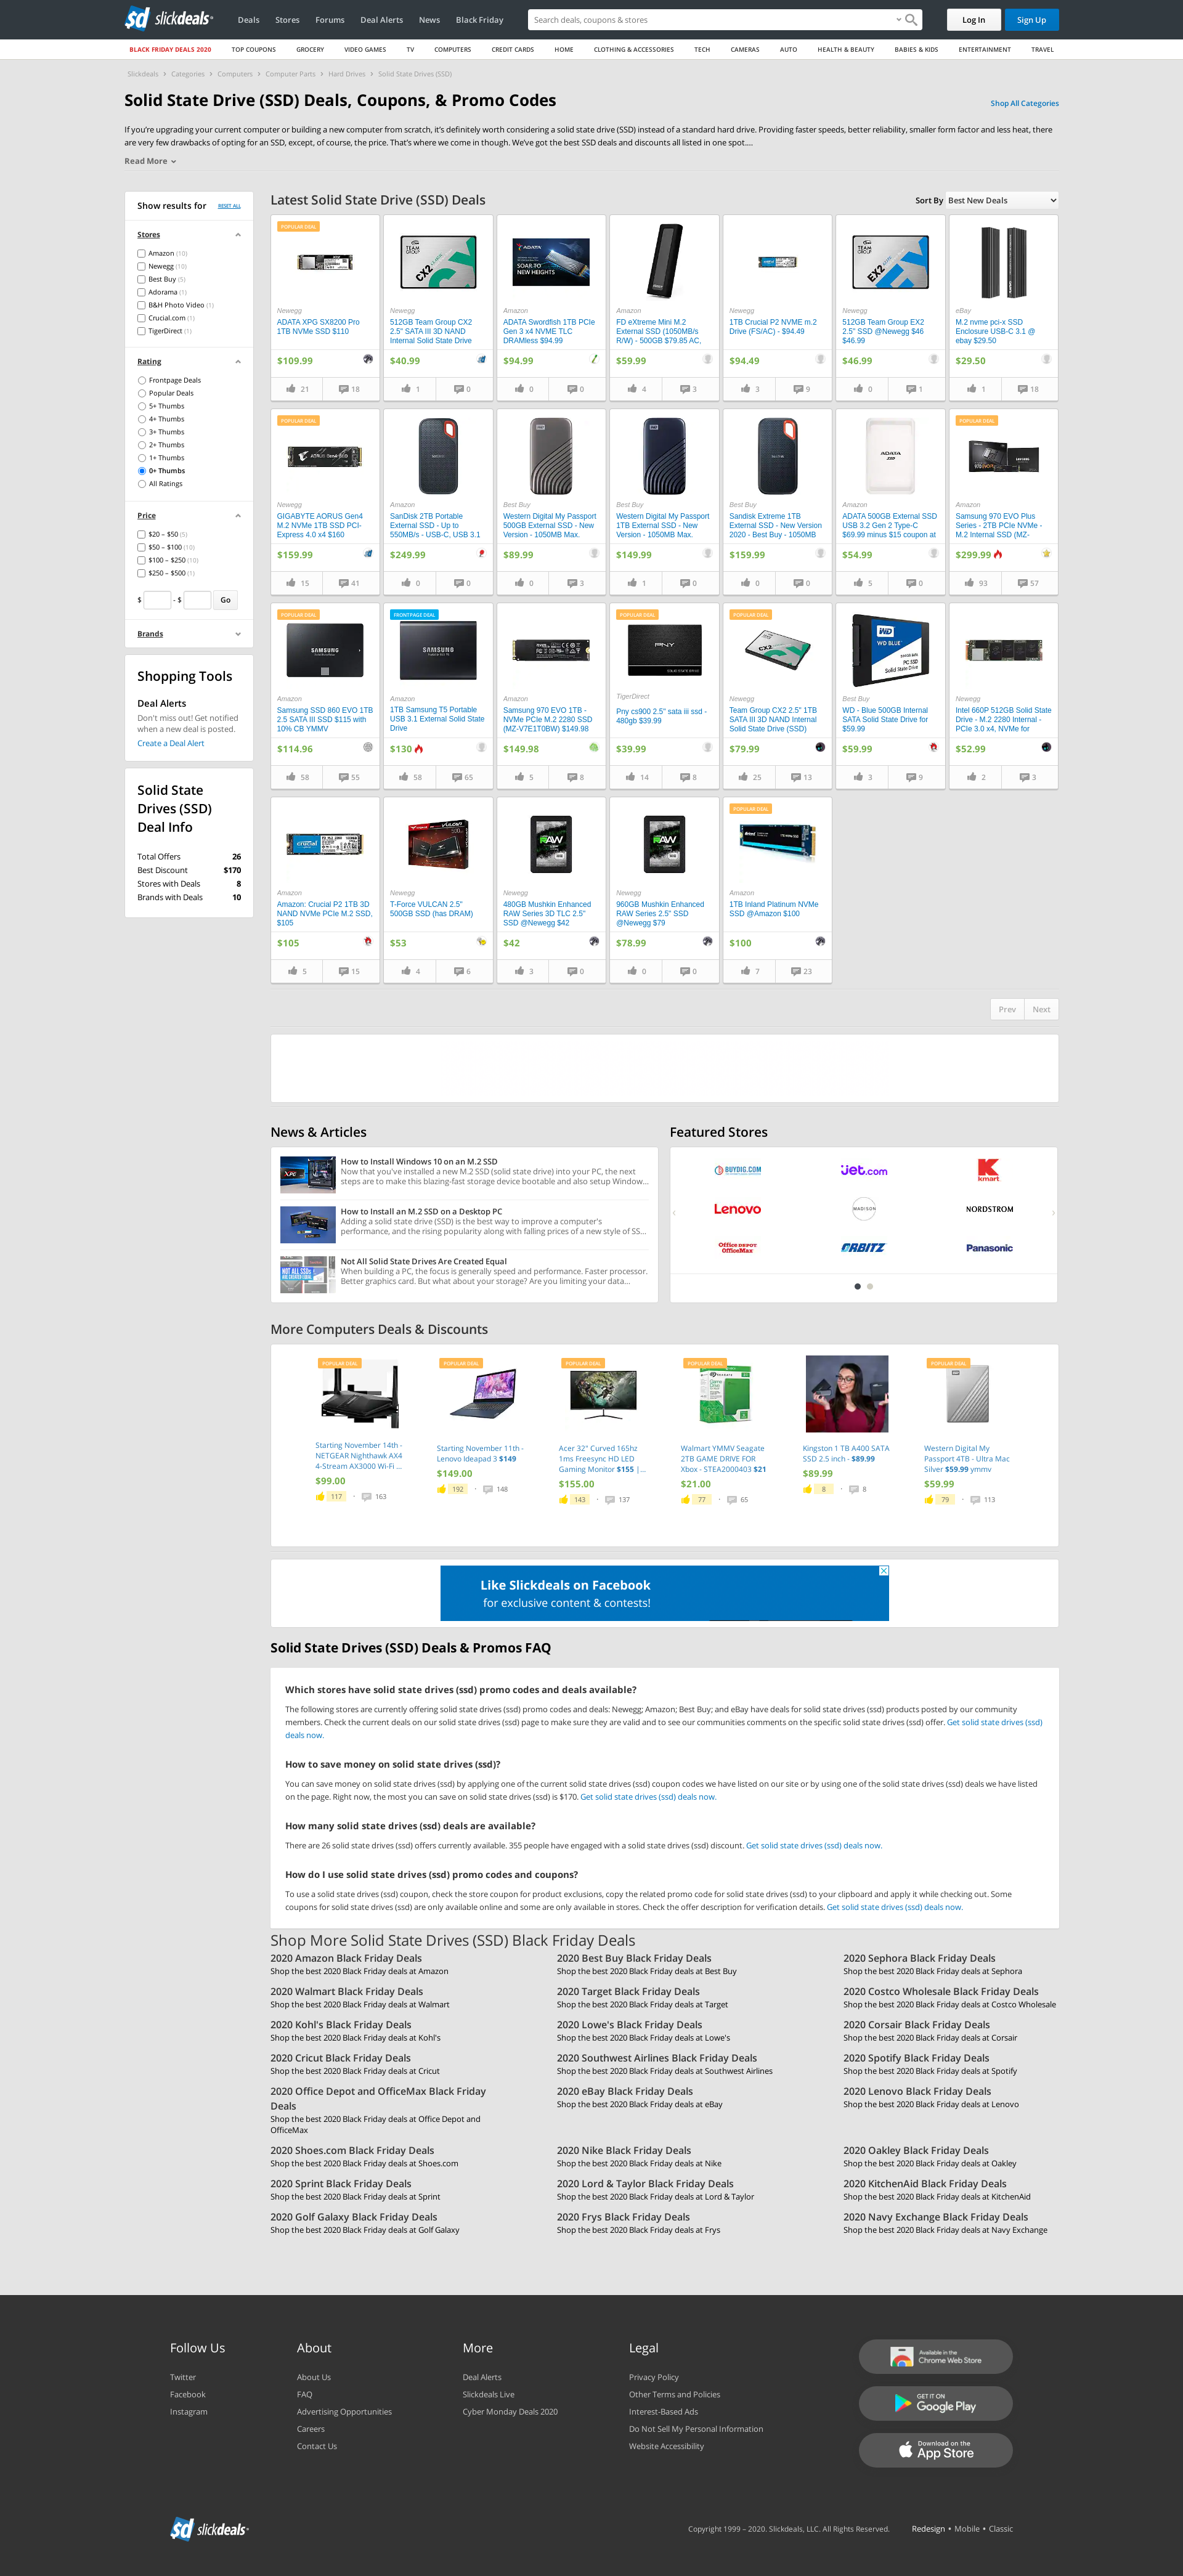 slickdeals
Deals
Stores
Forums
Deal Alerts
News
Black Friday
Search deals, coupons & stores
Log In
Sign Up
BLACK FRIDAY DEALS 2020
TOP COUPONS
GROCERY
VIDEO GAMES
TV
COMPUTERS
CREDIT CARDS
HOME
CLOTHING & ACCESSORIES
TECH
CAMERAS
AUTO
HEALTH & BEAUTY
BABIES & KIDS
ENTERTAINMENT
TRAVEL
Slickdeals > Categories > Computers > Computer Parts > Hard Drives > Solid State Drives (SSD)
Solid State Drive (SSD) Deals, Coupons, & Promo Codes
Shop All Categories
If you're upgrading your current computer or building a new computer from scratch, it's definitely worth considering a solid state drive (SSD) instead of a standard hard drive. Providing faster speeds, better reliability, smaller form factor and less heat, there
are very few drawbacks of opting for an SSD, except, of course, the price. That's where we come in though. We've got the best SSD deals and discounts all listed in one spot....
Read More
Show results for
RESET ALL
Stores
Amazon (10)
Newegg (10)
Best Buy (5)
Adorama (1)
B&H Photo Video (1)
Crucial.com (1)
TigerDirect (1)
Rating
Frontpage Deals
Popular Deals
5+ Thumbs
4+ Thumbs
3+ Thumbs
2+ Thumbs
1+ Thumbs
0+ Thumbs
All Ratings
Price
$20 – $50 (5)
$50 – $100 (10)
$100 – $250 (10)
$250 – $500 (1)
$ - $ Go
Brands
Shopping Tools
Deal Alerts
Don't miss out! Get notified
when a new deal is posted.
Create a Deal Alert
Solid State
Drives (SSD)
Deal Info
Total Offers 26
Best Discount $170
Stores with Deals 8
Brands with Deals 10
Latest Solid State Drive (SSD) Deals
Sort By Best New Deals
POPULAR DEAL
Newegg
ADATA XPG SX8200 Pro
1TB NVMe SSD $110
$109.99
21 18
Newegg
512GB Team Group CX2
2.5" SATA III 3D NAND
Internal Solid State Drive
$40.99
1 0
Amazon
ADATA Swordfish 1TB PCIe
Gen 3 x4 NVME TLC
DRAMless $94.99
$94.99
0 0
Amazon
FD eXtreme Mini M.2
External SSD (1050MB/s
R/W) - 500GB $79.85 AC,
$59.99
4 3
Newegg
1TB Crucial P2 NVME m.2
Drive (FS/AC) - $94.49
$94.49
3 9
Newegg
512GB Team Group EX2
2.5" SSD @Newegg $46
$46.99
$46.99
0 1
eBay
M.2 nvme pci-x SSD
Enclosure USB-C 3.1 @
ebay $29.50
$29.50
1 18
POPULAR DEAL
Newegg
GIGABYTE AORUS Gen4
M.2 NVMe 1TB SSD PCI-
Express 4.0 x4 $160
$159.99
15 41
Amazon
SanDisk 2TB Portable
External SSD - Up to
550MB/s - USB-C, USB 3.1
$249.99
0 0
Best Buy
Western Digital My Passport
500GB External SSD - New
Version - 1050MB Max.
$89.99
0 3
Best Buy
Western Digital My Passport
1TB External SSD - New
Version - 1050MB Max.
$149.99
1 0
Best Buy
Sandisk Extreme 1TB
External SSD - New Version
2020 - Best Buy - 1050MB
$159.99
0 0
Amazon
ADATA 500GB External SSD
USB 3.2 Gen 2 Type-C
$69.99 minus $15 coupon at
$54.99
5 0
POPULAR DEAL
Amazon
Samsung 970 EVO Plus
Series - 2TB PCIe NVMe -
M.2 Internal SSD (MZ-
$299.99
93 57
POPULAR DEAL
Amazon
Samsung SSD 860 EVO 1TB
2.5 SATA III SSD $115 with
10% CB YMMV
$114.96
58 55
FRONTPAGE DEAL
Amazon
1TB Samsung T5 Portable
USB 3.1 External Solid State
Drive
$130
58 65
Amazon
Samsung 970 EVO 1TB -
NVMe PCIe M.2 2280 SSD
(MZ-V7E1T0BW) $149.98
$149.98
5 8
POPULAR DEAL
TigerDirect
Pny cs900 2.5" sata iii ssd -
480gb $39.99
$39.99
14 8
POPULAR DEAL
Newegg
Team Group CX2 2.5" 1TB
SATA III 3D NAND Internal
Solid State Drive (SSD)
$79.99
25 13
Best Buy
WD - Blue 500GB Internal
SATA Solid State Drive for
$59.99
$59.99
3 9
Newegg
Intel 660P 512GB Solid State
Drive - M.2 2280 Internal -
PCIe 3.0 x4, NVMe for
$52.99
2 3
Amazon
Amazon: Crucial P2 1TB 3D
NAND NVMe PCIe M.2 SSD,
$105
$105
5 15
Newegg
T-Force VULCAN 2.5"
500GB SSD (has DRAM)
$53
4 6
Newegg
480GB Mushkin Enhanced
RAW Series 3D TLC 2.5"
SSD @Newegg $42
$42
3 0
Newegg
960GB Mushkin Enhanced
RAW Series 2.5" SSD
@Newegg $79
$78.99
0 0
POPULAR DEAL
Amazon
1TB Inland Platinum NVMe
SSD @Amazon $100
$100
7 23
Prev Next
News & Articles
How to Install Windows 10 on an M.2 SSD
Now that you've installed a new M.2 SSD (solid state drive) into your PC, the next
steps are to make this blazing-fast storage device bootable and also setup Window...
How to Install an M.2 SSD on a Desktop PC
Adding a solid state drive (SSD) is the best way to improve a computer's
performance, and the rising popularity along with falling prices of a new style of SS...
Not All Solid State Drives Are Created Equal
When building a PC, the focus is generally speed and performance. Faster processor.
Better graphics card. But what about your storage? Are you limiting your data...
Featured Stores
BUYDIG.COM
jet.com
kmart
Lenovo
MADISON
NORDSTROM
Office DEPOT
OfficeMax
ORBITZ
Panasonic
More Computers Deals & Discounts
POPULAR DEAL
Starting November 14th -
NETGEAR Nighthawk AX4
4-Stream AX3000 Wi-Fi ...
$99.00
117 · 163
POPULAR DEAL
Starting November 11th -
Lenovo Ideapad 3 $149
$149.00
192 · 148
POPULAR DEAL
Acer 32" Curved 165hz
1ms Freesync HD LED
Gaming Monitor $155 |...
$155.00
143 · 137
POPULAR DEAL
Walmart YMMV Seagate
2TB GAME DRIVE FOR
Xbox - STEA2000403 $21
$21.00
77 · 65
Kingston 1 TB A400 SATA
SSD 2.5 inch - $89.99
$89.99
8 · 8
POPULAR DEAL
Western Digital My
Passport 4TB - Ultra Mac
Silver $59.99 ymmv
$59.99
79 · 113
Like Slickdeals on Facebook
for exclusive content & contests!
Solid State Drives (SSD) Deals & Promos FAQ
Which stores have solid state drives (ssd) promo codes and deals available?
The following stores are currently offering solid state drives (ssd) promo codes and deals: Newegg; Amazon; Best Buy; and eBay have deals for solid state drives (ssd) products posted by our community
members. Check the current deals on our solid state drives (ssd) page to make sure they are valid and to see our communities comments on the specific solid state drives (ssd) offer. Get solid state drives (ssd)
deals now.
How to save money on solid state drives (ssd)?
You can save money on solid state drives (ssd) by applying one of the current solid state drives (ssd) coupon codes we have listed on our site or by using one of the solid state drives (ssd) deals we have listed
on the page. Right now, the most you can save on solid state drives (ssd) is $170. Get solid state drives (ssd) deals now.
How many solid state drives (ssd) deals are available?
There are 26 solid state drives (ssd) offers currently available. 355 people have engaged with a solid state drives (ssd) discount. Get solid state drives (ssd) deals now.
How do I use solid state drives (ssd) promo codes and coupons?
To use a solid state drives (ssd) coupon, check the store coupon for product exclusions, copy the related promo code for solid state drives (ssd) to your clipboard and apply it while checking out. Some
coupons for solid state drives (ssd) are only available online and some are only available in stores. Check the offer description for verification details. Get solid state drives (ssd) deals now.
Shop More Solid State Drives (SSD) Black Friday Deals
2020 Amazon Black Friday Deals
Shop the best 2020 Black Friday deals at Amazon
2020 Best Buy Black Friday Deals
Shop the best 2020 Black Friday deals at Best Buy
2020 Sephora Black Friday Deals
Shop the best 2020 Black Friday deals at Sephora
2020 Walmart Black Friday Deals
Shop the best 2020 Black Friday deals at Walmart
2020 Target Black Friday Deals
Shop the best 2020 Black Friday deals at Target
2020 Costco Wholesale Black Friday Deals
Shop the best 2020 Black Friday deals at Costco Wholesale
2020 Kohl's Black Friday Deals
Shop the best 2020 Black Friday deals at Kohl's
2020 Lowe's Black Friday Deals
Shop the best 2020 Black Friday deals at Lowe's
2020 Corsair Black Friday Deals
Shop the best 2020 Black Friday deals at Corsair
2020 Cricut Black Friday Deals
Shop the best 2020 Black Friday deals at Cricut
2020 Southwest Airlines Black Friday Deals
Shop the best 2020 Black Friday deals at Southwest Airlines
2020 Spotify Black Friday Deals
Shop the best 2020 Black Friday deals at Spotify
2020 Office Depot and OfficeMax Black Friday
Deals
Shop the best 2020 Black Friday deals at Office Depot and
OfficeMax
2020 eBay Black Friday Deals
Shop the best 2020 Black Friday deals at eBay
2020 Lenovo Black Friday Deals
Shop the best 2020 Black Friday deals at Lenovo
2020 Shoes.com Black Friday Deals
Shop the best 2020 Black Friday deals at Shoes.com
2020 Nike Black Friday Deals
Shop the best 2020 Black Friday deals at Nike
2020 Oakley Black Friday Deals
Shop the best 2020 Black Friday deals at Oakley
2020 Sprint Black Friday Deals
Shop the best 2020 Black Friday deals at Sprint
2020 Lord & Taylor Black Friday Deals
Shop the best 2020 Black Friday deals at Lord & Taylor
2020 KitchenAid Black Friday Deals
Shop the best 2020 Black Friday deals at KitchenAid
2020 Golf Galaxy Black Friday Deals
Shop the best 2020 Black Friday deals at Golf Galaxy
2020 Frys Black Friday Deals
Shop the best 2020 Black Friday deals at Frys
2020 Navy Exchange Black Friday Deals
Shop the best 2020 Black Friday deals at Navy Exchange
Follow Us
Twitter
Facebook
Instagram
About
About Us
FAQ
Advertising Opportunities
Careers
Contact Us
More
Deal Alerts
Slickdeals Live
Cyber Monday Deals 2020
Legal
Privacy Policy
Other Terms and Policies
Interest-Based Ads
Do Not Sell My Personal Information
Website Accessibility
Available in the
Chrome Web Store
GET IT ON
Google Play
Download on the
App Store
slickdeals
Copyright 1999 – 2020. Slickdeals, LLC. All Rights Reserved.
Redesign • Mobile • Classic